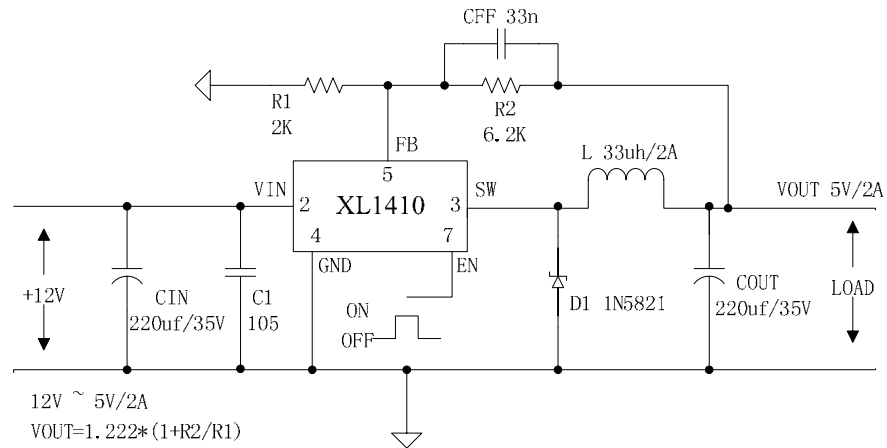 CFF 33n
R1
2K
R2
6.2K
FB
5
L 33uh/2A
VIN
SW
VOUT 5V/2A
2
XL1410
3
4
7
GND
EN
+12V
CIN
220uf/35V
C1
105
ON
OFF
D1 1N5821
COUT
220uf/35V
LOAD
12V ~ 5V/2A
VOUT=1.222*(1+R2/R1)